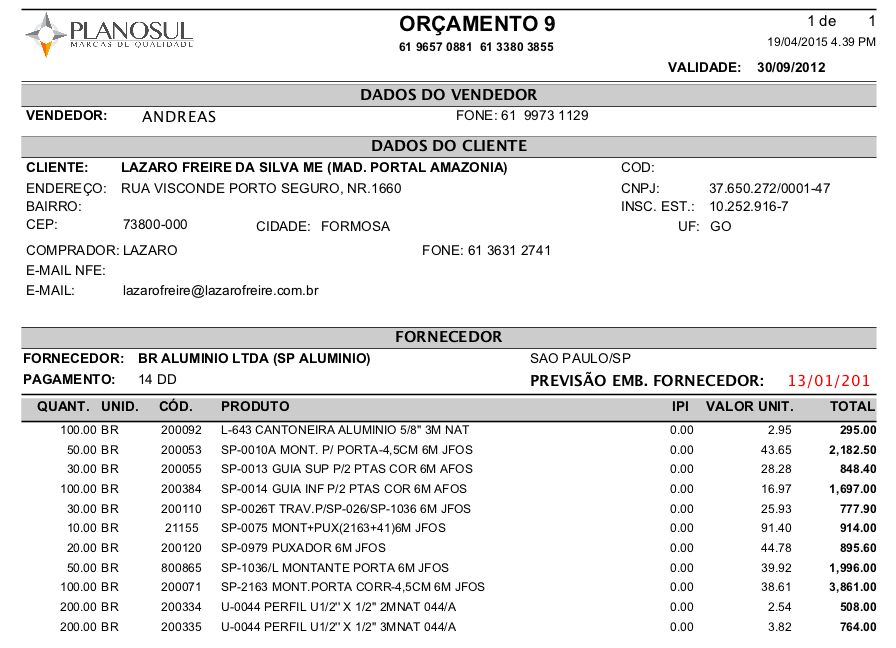 PLANOSUL
MARCAS DE QUALIDADE
ORÇAMENTO 9
61 9657 0881 61 3380 3855
1 de 1
19/04/2015 4.39 PM
VALIDADE: 30/09/2012
DADOS DO VENDEDOR
VENDEDOR: ANDREAS FONE: 61 9973 1129
DADOS DO CLIENTE
CLIENTE: LAZARO FREIRE DA SILVA ME (MAD. PORTAL AMAZONIA) COD:
ENDEREÇO: RUA VISCONDE PORTO SEGURO, NR.1660 CNPJ: 37.650.272/0001-47
BAIRRO: INSC. EST.: 10.252.916-7
CEP: 73800-000 CIDADE: FORMOSA UF: GO
COMPRADOR: LAZARO FONE: 61 3631 2741
E-MAIL NFE:
E-MAIL: lazarofreire@lazarofreire.com.br
FORNECEDOR
FORNECEDOR: BR ALUMINIO LTDA (SP ALUMINIO) SAO PAULO/SP
PAGAMENTO: 14 DD PREVISÃO EMB. FORNECEDOR: 13/01/201
QUANT. UNID. CÓD. PRODUTO IPI VALOR UNIT. TOTAL
100.00 BR 200092 L-643 CANTONEIRA ALUMINIO 5/8" 3M NAT 0.00 2.95 295.00
50.00 BR 200053 SP-0010A MONT. P/ PORTA-4,5CM 6M JFOS 0.00 43.65 2,182.50
30.00 BR 200055 SP-0013 GUIA SUP P/2 PTAS COR 6M AFOS 0.00 28.28 848.40
100.00 BR 200384 SP-0014 GUIA INF P/2 PTAS COR 6M AFOS 0.00 16.97 1,697.00
30.00 BR 200110 SP-0026T TRAV.P/SP-026/SP-1036 6M JFOS 0.00 25.93 777.90
10.00 BR 21155 SP-0075 MONT+PUX(2163+41)6M JFOS 0.00 91.40 914.00
20.00 BR 200120 SP-0979 PUXADOR 6M JFOS 0.00 44.78 895.60
50.00 BR 800865 SP-1036/L MONTANTE PORTA 6M JFOS 0.00 39.92 1,996.00
100.00 BR 200071 SP-2163 MONT.PORTA CORR-4,5CM 6M JFOS 0.00 38.61 3,861.00
200.00 BR 200334 U-0044 PERFIL U1/2" X 1/2" 2MNAT 044/A 0.00 2.54 508.00
200.00 BR 200335 U-0044 PERFIL U1/2" X 1/2" 3MNAT 044/A 0.00 3.82 764.00